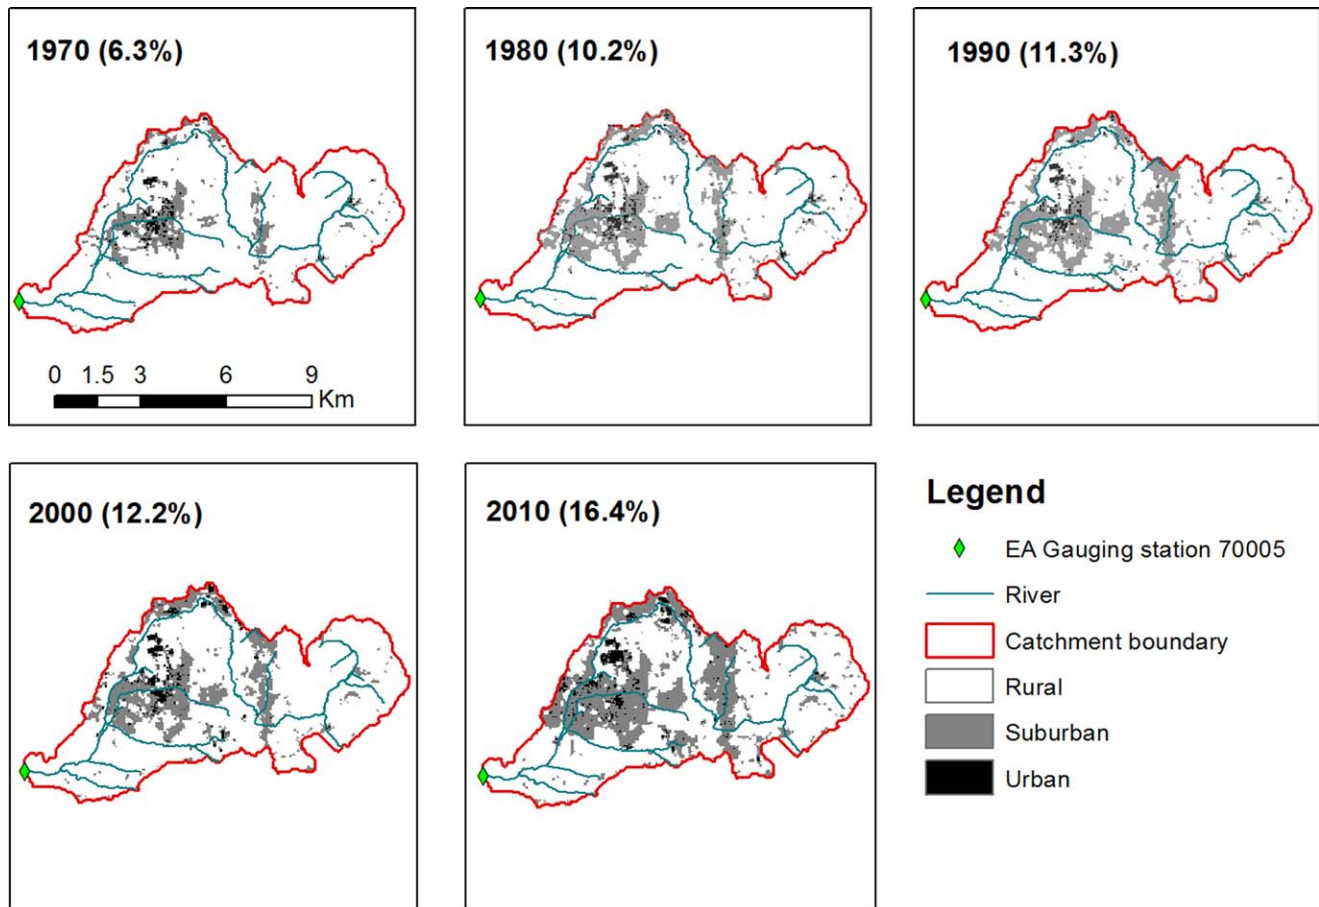 1970 (6.3%)
1980 (10.2%)
1990 (11.3%)
0 1.5 3 6 9
Km
2000 (12.2%)
2010 (16.4%)
Legend
EA Gauging station 70005
River
Catchment boundary
Rural
Suburban
Urban